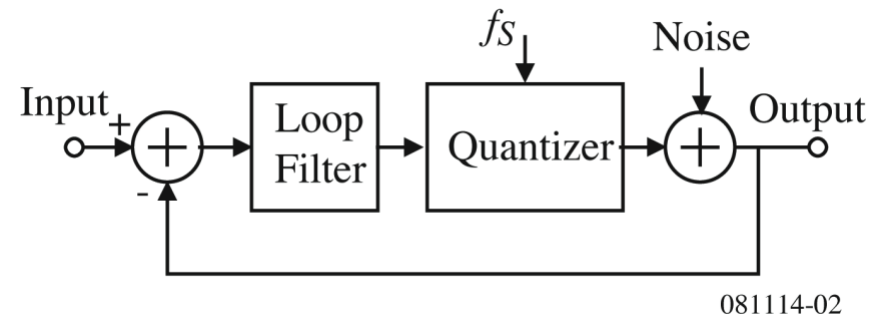 fS
Noise
Input
Output
+
-
+
+
Loop
Filter
Quantizer
081114-02